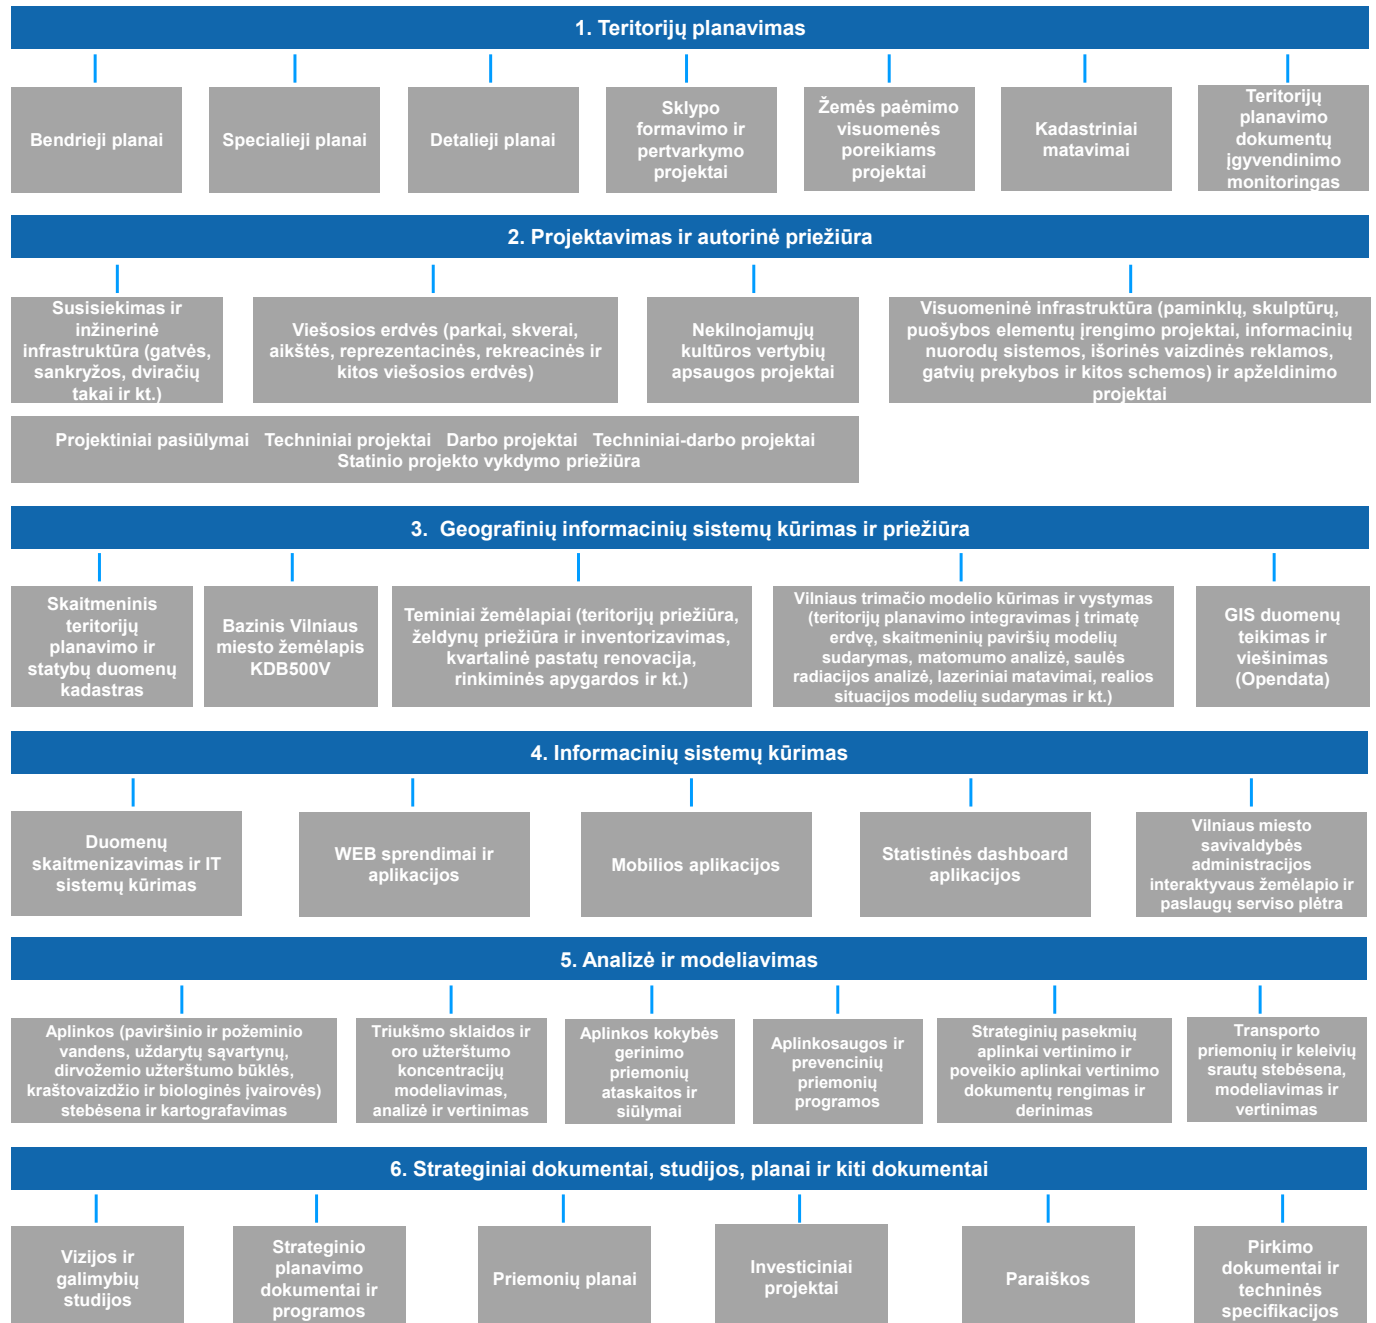 1. Teritorijų planavimas
Bendrieji planai
Specialieji planai
Detalieji planai
Sklypo
formavimo ir
pertvarkymo
projektai
Žemės paėmimo
visuomenės
poreikiams
projektai
Kadastriniai
matavimai
Teritorijų
planavimo
dokumentų
įgyvendinimo
monitoringas
2. Projektavimas ir autorinė priežiūra
Susisiekimas ir
inžinerinė
infrastruktūra (gatvės,
sankryžos, dviračių
takai ir kt.)
Viešosios erdvės (parkai, skverai,
aikštės, reprezentacinės, rekreacinės ir
kitos viešosios erdvės)
Nekilnojamųjų
kultūros vertybių
apsaugos projektai
Visuomeninė infrastruktūra (paminklų, skulptūrų,
puošybos elementų įrengimo projektai, informacinių
nuorodų sistemos, išorinės vaizdinės reklamos,
gatvių prekybos ir kitos schemos) ir apželdinimo
projektai
Projektiniai pasiūlymai Techniniai projektai Darbo projektai Techniniai-darbo projektai
Statinio projekto vykdymo priežiūra
3. Geografinių informacinių sistemų kūrimas ir priežiūra
Skaitmeninis
teritorijų
planavimo ir
statybų duomenų
kadastras
Bazinis Vilniaus
miesto žemėlapis
KDB500V
Teminiai žemėlapiai (teritorijų priežiūra,
želdynų priežiūra ir inventorizavimas,
kvartalinė pastatų renovacija,
rinkiminės apygardos ir kt.)
Vilniaus trimačio modelio kūrimas ir vystymas
(teritorijų planavimo integravimas į trimatę
erdvę, skaitmeninių paviršių modelių
sudarymas, matomumo analizė, saulės
radiacijos analizė, lazeriniai matavimai, realios
situacijos modelių sudarymas ir kt.)
GIS duomenų
teikimas ir
viešinimas
(Opendata)
4. Informacinių sistemų kūrimas
Duomenų
skaitmenizavimas ir IT
sistemų kūrimas
WEB sprendimai ir
aplikacijos
Mobilios aplikacijos
Statistinės dashboard
aplikacijos
Vilniaus miesto
savivaldybės
administracijos
interaktyvaus žemėlapio ir
paslaugų serviso plėtra
5. Analizė ir modeliavimas
Aplinkos (paviršinio ir požeminio
vandens, uždarytų sąvartynų,
dirvožemio užterštumo būklės,
kraštovaizdžio ir biologinės įvairovės)
stebėsena ir kartografavimas
Triukšmo sklaidos ir
oro užterštumo
koncentracijų
modeliavimas,
analizė ir vertinimas
Aplinkos kokybės
gerinimo
priemonių
ataskaitos ir
siūlymai
Aplinkosaugos ir
prevencinių
priemonių
programos
Strateginių pasekmių
aplinkai vertinimo ir
poveikio aplinkai vertinimo
dokumentų rengimas ir
derinimas
Transporto
priemonių ir keleivių
srautų stebėsena,
modeliavimas ir
vertinimas
6. Strateginiai dokumentai, studijos, planai ir kiti dokumentai
Vizijos ir
galimybių
studijos
Strateginio
planavimo
dokumentai ir
programos
Priemonių planai
Investiciniai
projektai
Paraiškos
Pirkimo
dokumentai ir
techninės
specifikacijos